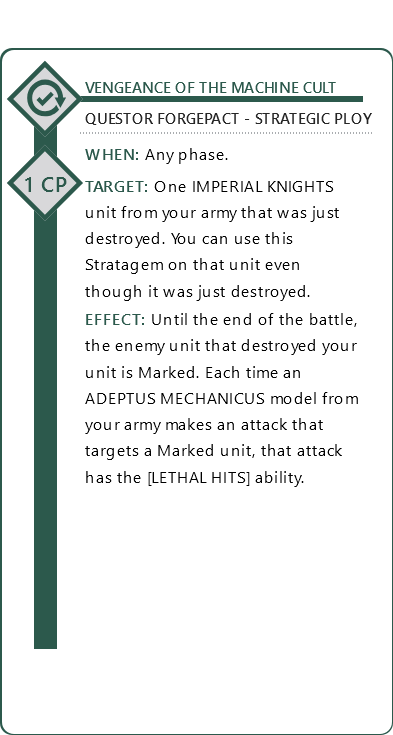 VENGEANCE OF THE MACHINE CULT
QUESTOR FORGEPACT - STRATEGIC PLOY
WHEN: Any phase.
1 CP
TARGET: One IMPERIAL KNIGHTS
unit from your army that was just
destroyed. You can use this
Stratagem on that unit even
though it was just destroyed.
EFFECT: Until the end of the battle,
the enemy unit that destroyed your
unit is Marked. Each time an
ADEPTUS MECHANICUS model from
your army makes an attack that
targets a Marked unit, that attack
has the [LETHAL HITS] ability.